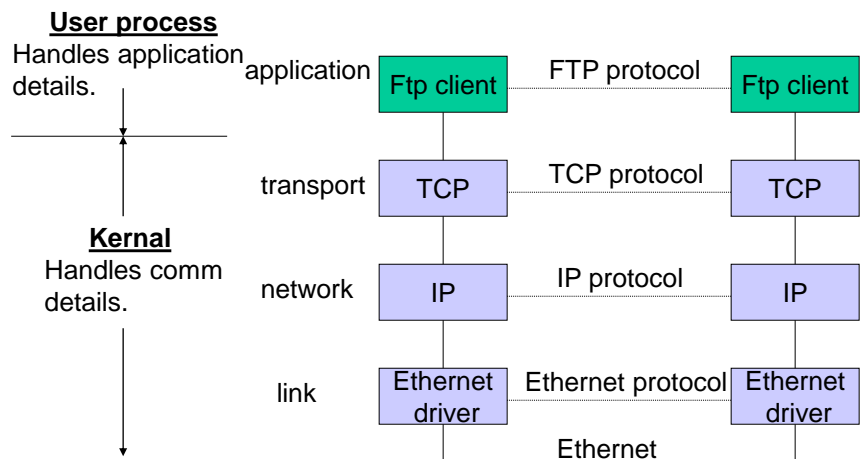 User process
Handles application
details.
application
Ftp client
FTP protocol
Ftp client
transport
TCP
TCP protocol
TCP
Kernal
Handles comm
details.
network
IP
IP protocol
IP
link
Ethernet
driver
Ethernet protocol
Ethernet
driver
Ethernet